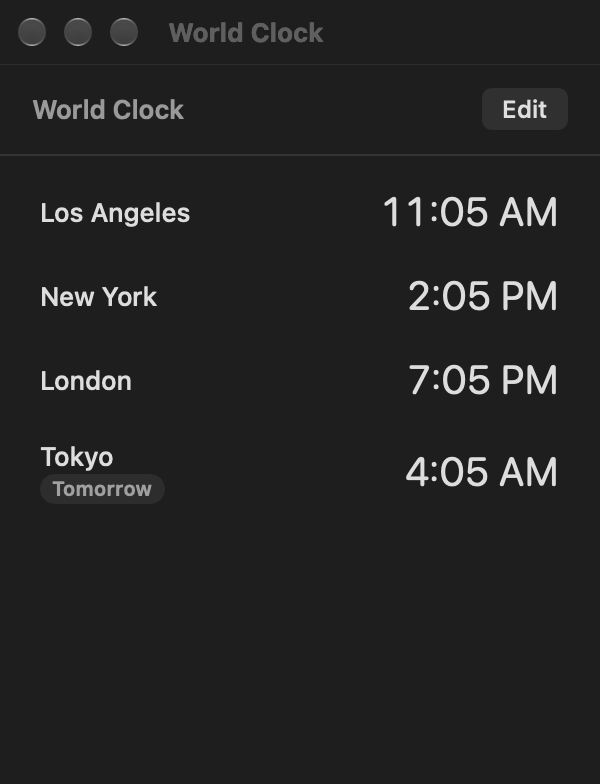 World Clock
World Clock
Edit
Los Angeles
11:05 AM
New York
2:05 PM
London
7:05 PM
Tokyo
Tomorrow
4:05 AM